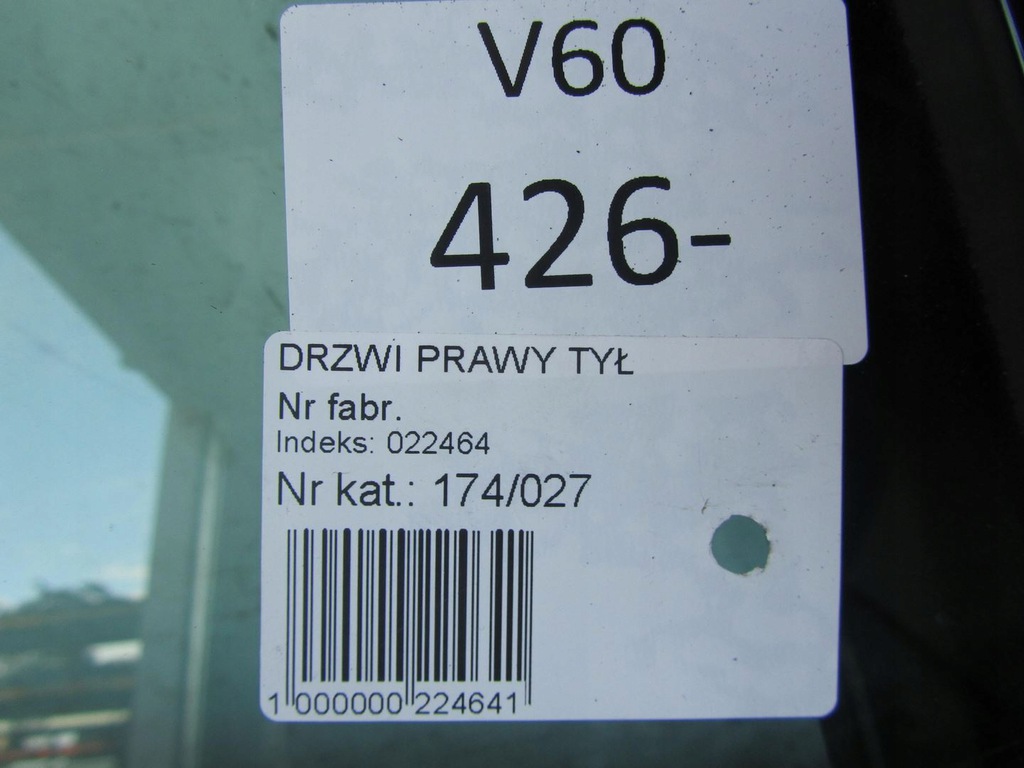 V60
426-
DRZWI PRAWY TYŁ
Nr fabr.
Indeks: 022464
Nr kat.: 174/027
1 000000 224641